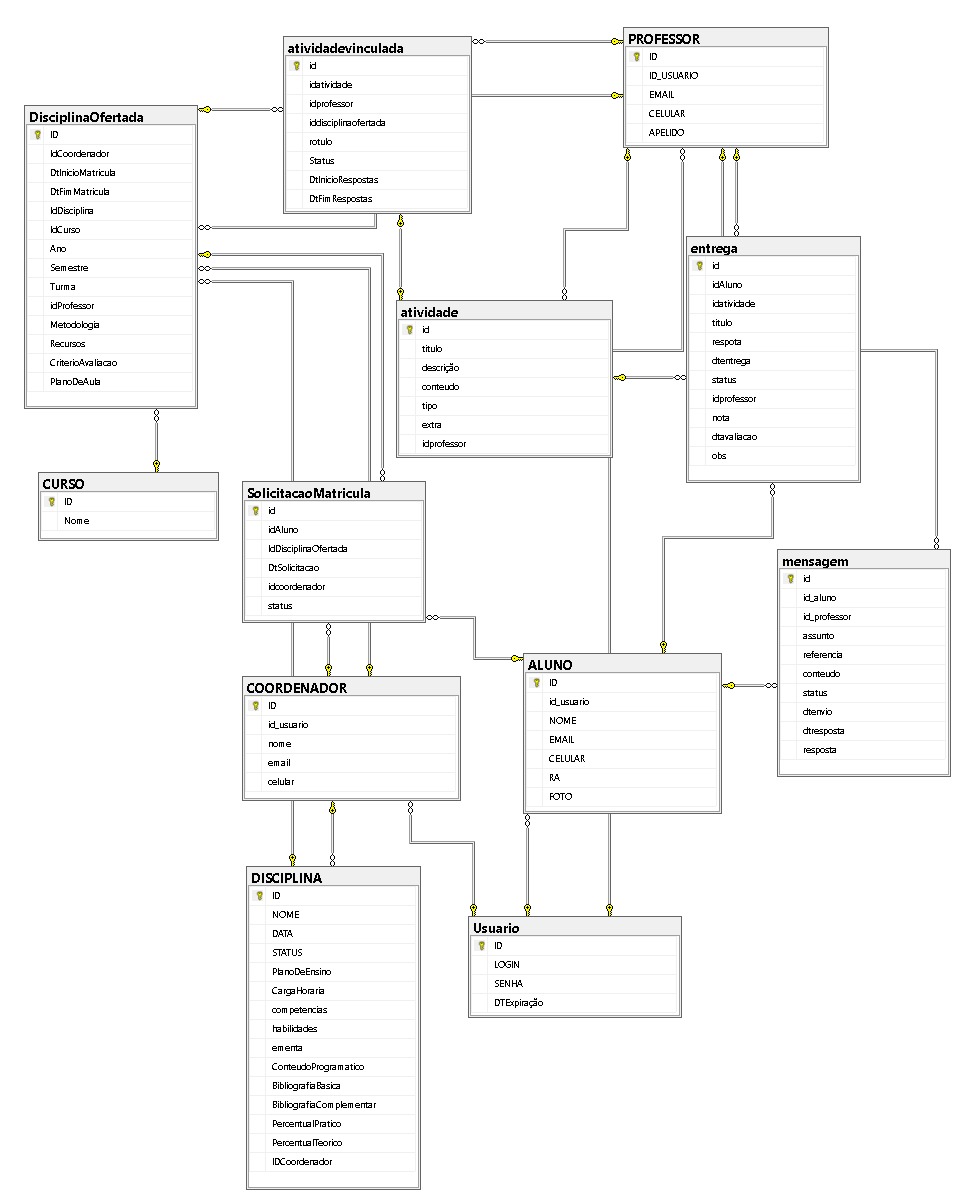 atividadevinculada
id
idatividade
idprofessor
iddisciplinaofertada
rotulo
Status
DtInicioRespostas
DtFimRespostas
PROFESSOR
ID
ID_USUARIO
EMAIL
CELULAR
APELIDO
DisciplinaOfertada
ID
IdCoordenador
DtInicioMatricula
DtFimMatricula
IdDisciplina
IdCurso
Ano
Semestre
Turma
idProfessor
Metodologia
Recursos
CriterioAvaliacao
PlanoDeAula
entrega
id
idAluno
idatividade
titulo
respota
dtentrega
status
idprofessor
nota
dtavaliacao
obs
atividade
id
titulo
descrição
conteudo
tipo
extra
idprofessor
CURSO
ID
Nome
SolicitacaoMatricula
id
idAluno
IdDisciplinaOfertada
DtSolicitacao
idcoordenador
status
mensagem
id
id_aluno
id_professor
assunto
referencia
conteudo
status
dtenvio
dtresposta
resposta
ALUNO
ID
id_usuario
NOME
EMAIL
CELULAR
RA
FOTO
COORDENADOR
ID
id_usuario
nome
email
celular
DISCIPLINA
ID
NOME
DATA
STATUS
PlanoDeEnsino
CargaHoraria
competencias
habilidades
ementa
ConteudoProgramatico
BibliografiaBasica
BibliografiaComplementar
PercentualPratico
PercentualTeorico
IDCoordenador
Usuario
ID
LOGIN
SENHA
DTExpiração